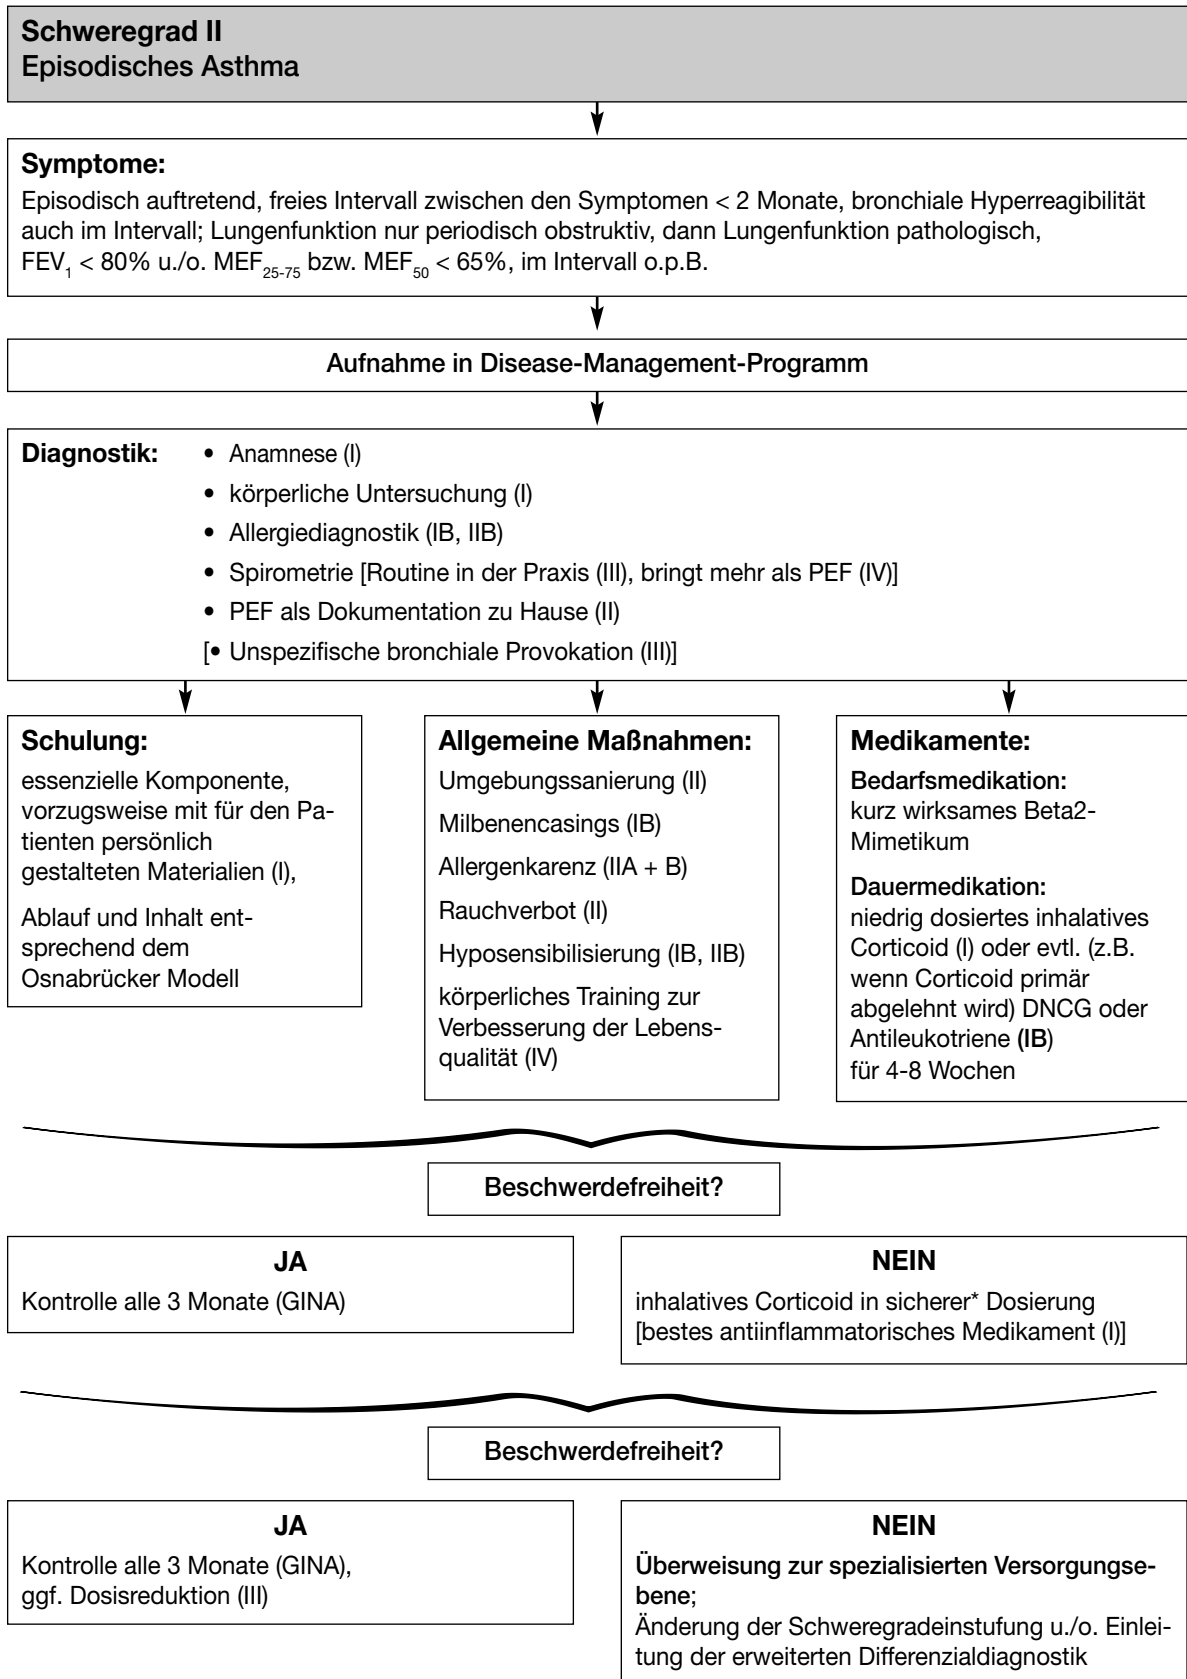 Schweregrad II
Episodisches Asthma
Symptome:
Episodisch auftretend, freies Intervall zwischen den Symptomen < 2 Monate, bronchiale Hyperreagibilität
auch im Intervall; Lungenfunktion nur periodisch obstruktiv, dann Lungenfunktion pathologisch,
FEV1 < 80% u./o. MEF25-75 bzw. MEF50 < 65%, im Intervall o.p.B.
Aufnahme in Disease-Management-Programm
Diagnostik: • Anamnese (I)
• körperliche Untersuchung (I)
• Allergiediagnostik (IB, IIB)
• Spirometrie [Routine in der Praxis (III), bringt mehr als PEF (IV)]
• PEF als Dokumentation zu Hause (II)
[• Unspezifische bronchiale Provokation (III)]
Schulung:
essenzielle Komponente,
vorzugsweise mit für den Pa-
tienten persönlich
gestalteten Materialien (I),
Ablauf und Inhalt ent-
sprechend dem
Osnabrücker Modell
Allgemeine Maßnahmen:
Umgebungssanierung (II)
Milbenencasings (IB)
Allergenkarenz (IIA + B)
Rauchverbot (II)
Hyposensibilisierung (IB, IIB)
körperliches Training zur
Verbesserung der Lebens-
qualität (IV)
Medikamente:
Bedarfsmedikation:
kurz wirksames Beta2-
Mimetikum
Dauermedikation:
niedrig dosiertes inhalatives
Corticoid (I) oder evtl. (z.B.
wenn Corticoid primär
abgelehnt wird) DNCG oder
Antileukotriene (IB)
für 4-8 Wochen
Beschwerdefreiheit?
JA
Kontrolle alle 3 Monate (GINA)
NEIN
inhalatives Corticoid in sicherer* Dosierung
[bestes antiinflammatorisches Medikament (I)]
Beschwerdefreiheit?
JA
Kontrolle alle 3 Monate (GINA),
ggf. Dosisreduktion (III)
NEIN
Überweisung zur spezialisierten Versorgungse-
bene;
Änderung der Schweregradeinstufung u./o. Einlei-
tung der erweiterten Differenzialdiagnostik